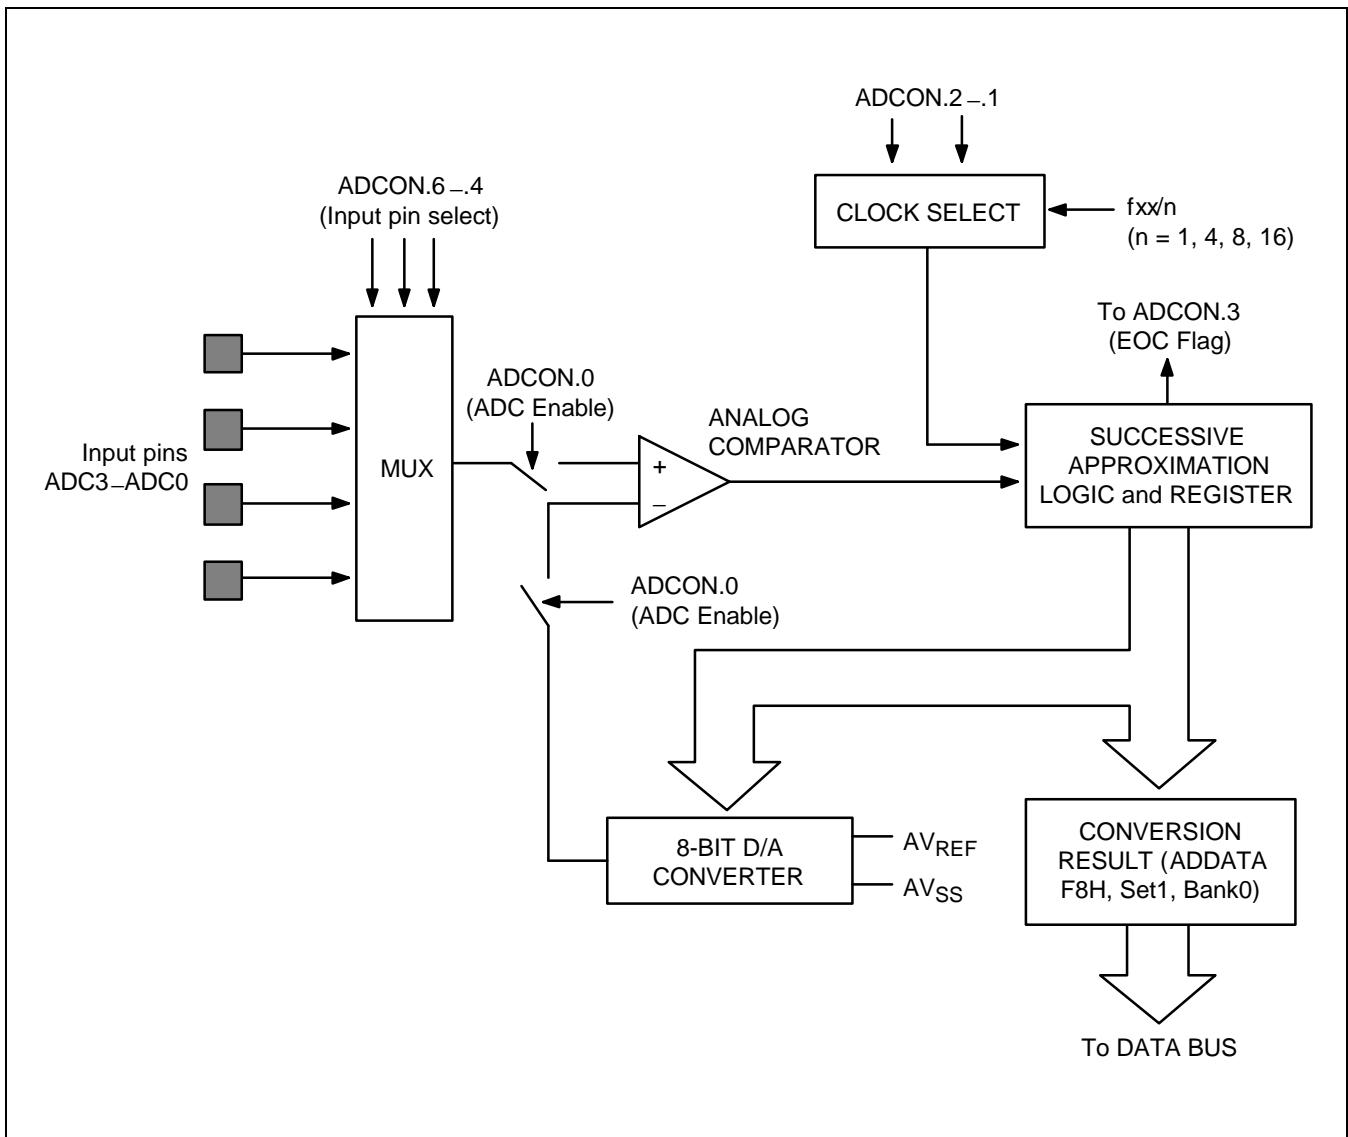 ADCON.2–.1
CLOCK SELECT
fxx/n
(n = 1, 4, 8, 16)
ADCON.6–.4
(Input pin select)
To ADCON.3
(EOC Flag)
Input pins
ADC3–ADC0
MUX
ADCON.0
(ADC Enable)
ANALOG
COMPARATOR
+
–
SUCCESSIVE
APPROXIMATION
LOGIC and REGISTER
ADCON.0
(ADC Enable)
8-BIT D/A
CONVERTER
AVREF
AVSS
CONVERSION
RESULT (ADDATA
F8H, Set1, Bank0)
To DATA BUS